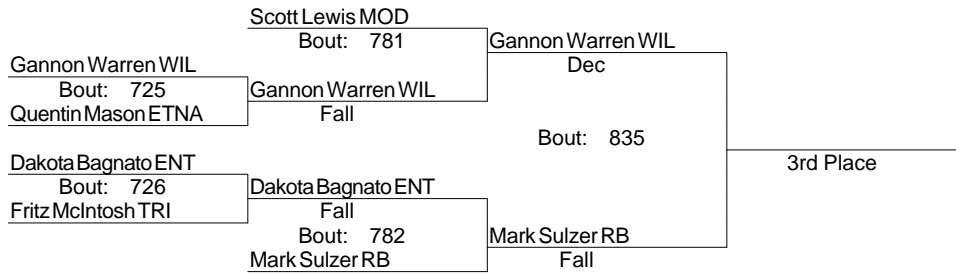 Scott Lewis MOD
Bout: 781
Gannon Warren WIL
Dec
Gannon Warren WIL
Bout: 725
Gannon Warren WIL
Quentin Mason ETNA
Fall
Bout: 835
Dakota Bagnato ENT
3rd Place
Bout: 726
Dakota Bagnato ENT
Fritz McIntosh TRI
Fall
Bout: 782
Mark Sulzer RB
Mark Sulzer RB
Fall